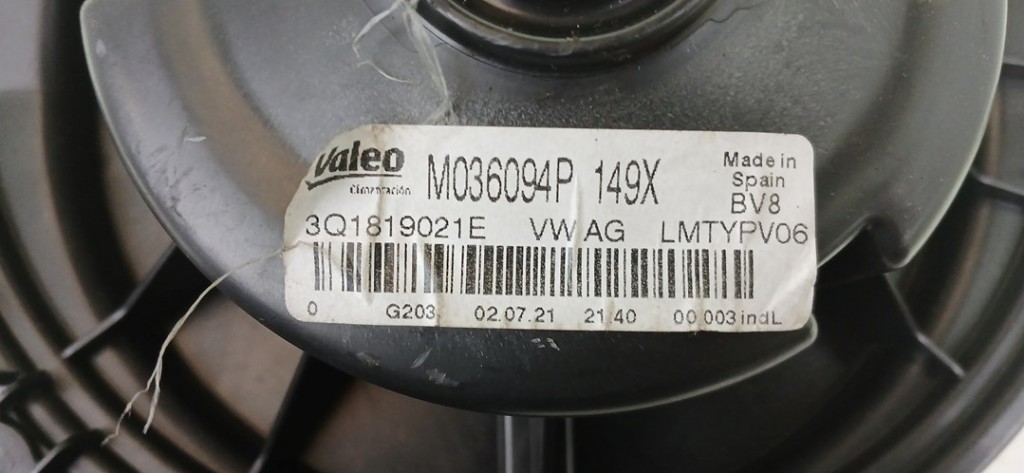 Valeo M036094P 149X Made in
Climatización Spain
BV8
3Q1819021E VW AG LMTYPV06
0 G203 02.07.21 21 40 00 003 indL